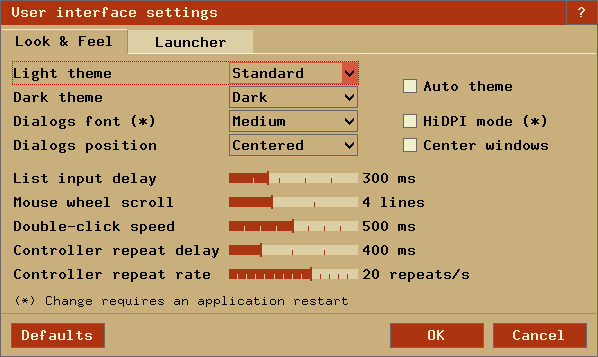 User interface settings ?
Look & Feel Launcher
Light theme Standard
Auto theme
Dark theme Dark
Dialogs font (*) Medium HiDPI mode (*)
Dialogs position Centered Center windows
List input delay 300 ms
Mouse wheel scroll 4 lines
Double-click speed 500 ms
Controller repeat delay 400 ms
Controller repeat rate 20 repeats/s
(*) Change requires an application restart
Defaults OK Cancel